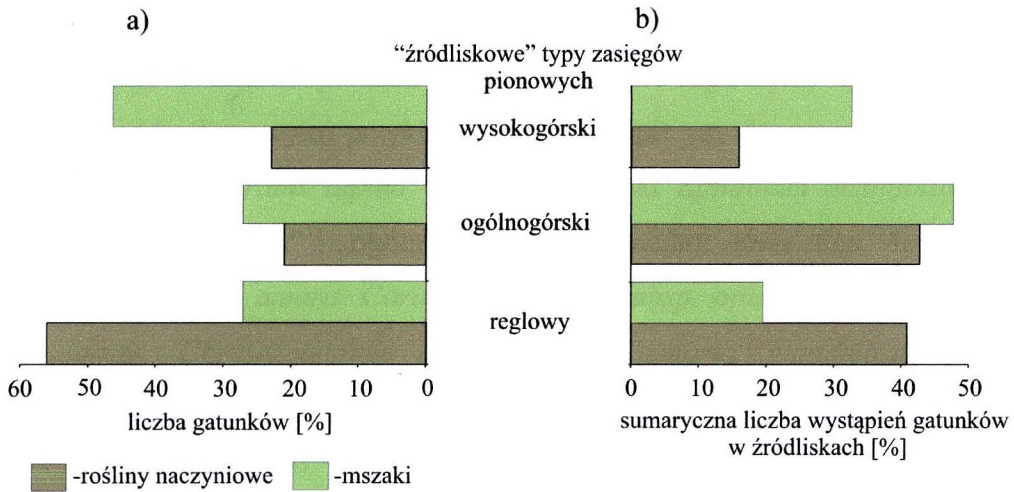 a)
b)
“źródliskowe” typy zasięgów
pionowych
wysokogórski
ogólnogórski
reglowy
60 50 40 30 20 10 0
liczba gatunków [%]
0 10 20 30 40 50
sumaryczna liczba wystąpień gatunków
w źródliskach [%]
-rośliny naczyniowe -mszaki